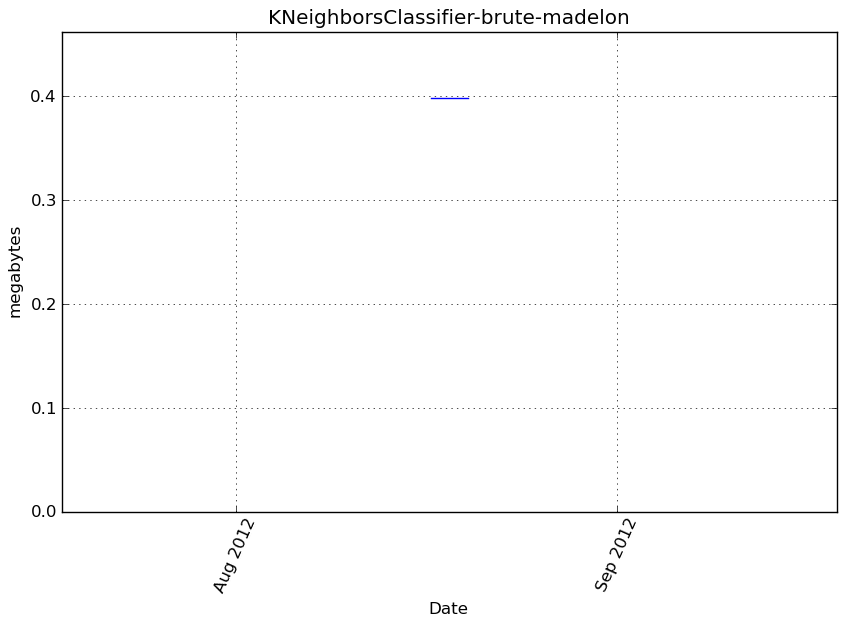 KNeighborsClassifier-brute-madelon
megabytes
0.4
0.3
0.2
0.1
0.0
Aug 2012
Sep 2012
Date